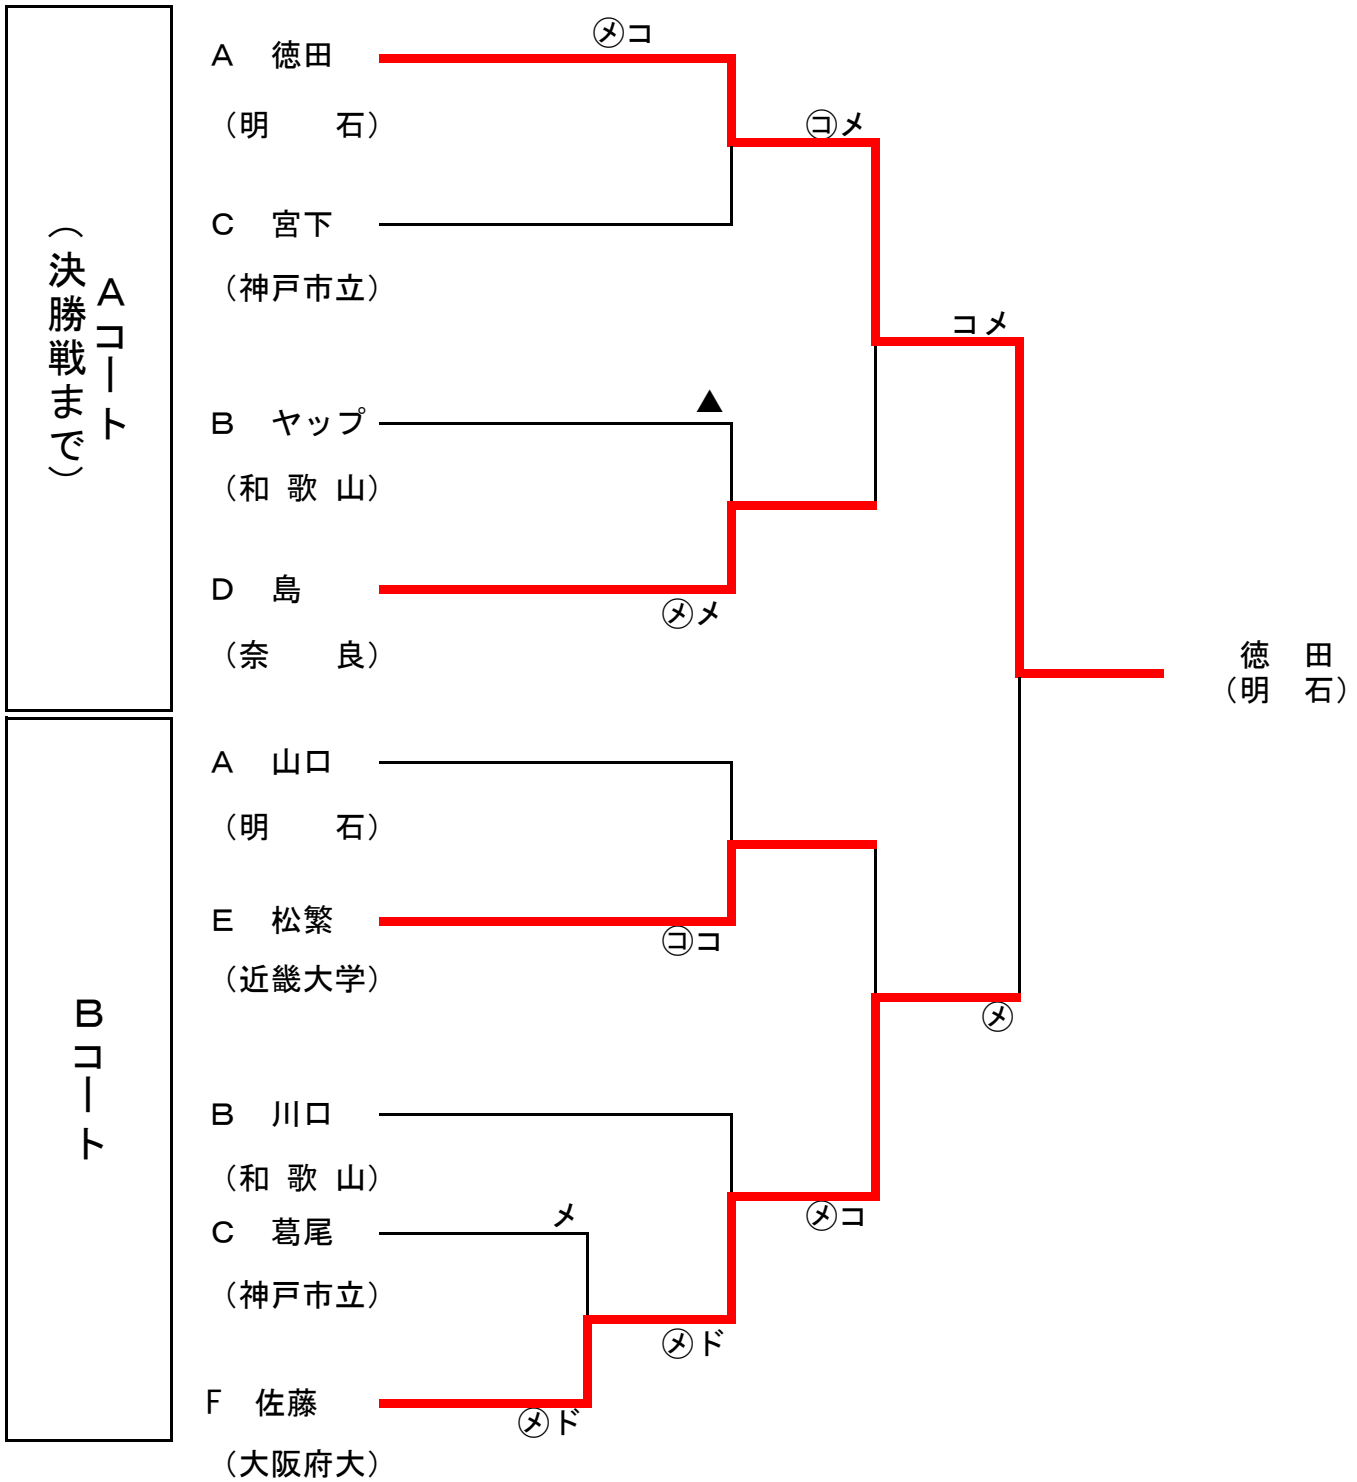 Aコート
(決勝戦まで)
A 徳田
(明 石)
㋱コ
㋙メ
C 宮下
(神戸市立)
コメ
B ヤップ
▲
(和 歌 山)
D 島
㋱メ
(奈 良)
徳 田
(明 石)
Bコート
A 山口
(明 石)
E 松繁
㋙コ
(近畿大学)
㋱
B 川口
(和 歌 山)
㋱コ
C 葛尾
メ
(神戸市立)
㋱ド
F 佐藤
㋱ド
(大阪府大)